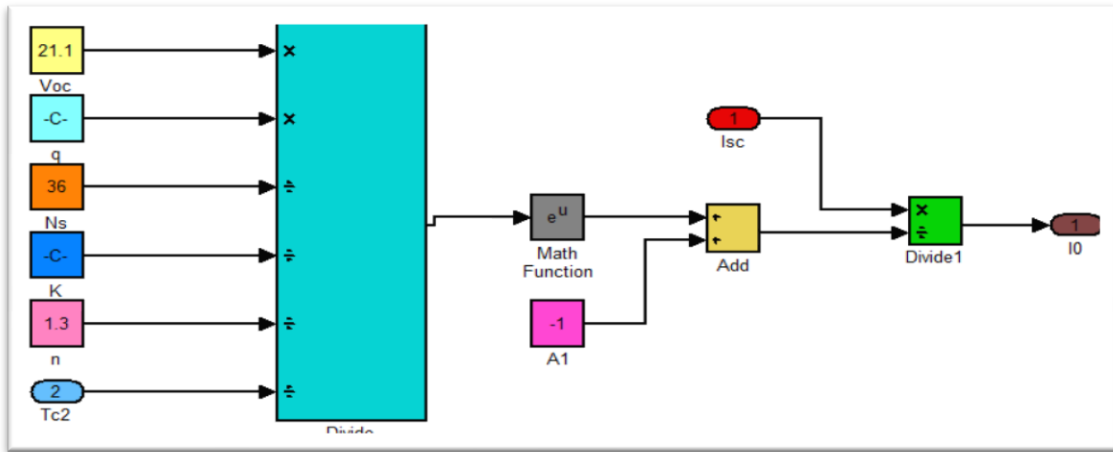 21.1
Voc
-C-
q
36
Ns
-C-
K
1.3
n
2
Tc2
×
×
÷
÷
÷
÷
Divide
e^u
Math
Function
-1
A1
1
Isc
Add
×
÷
Divide1
1
I0